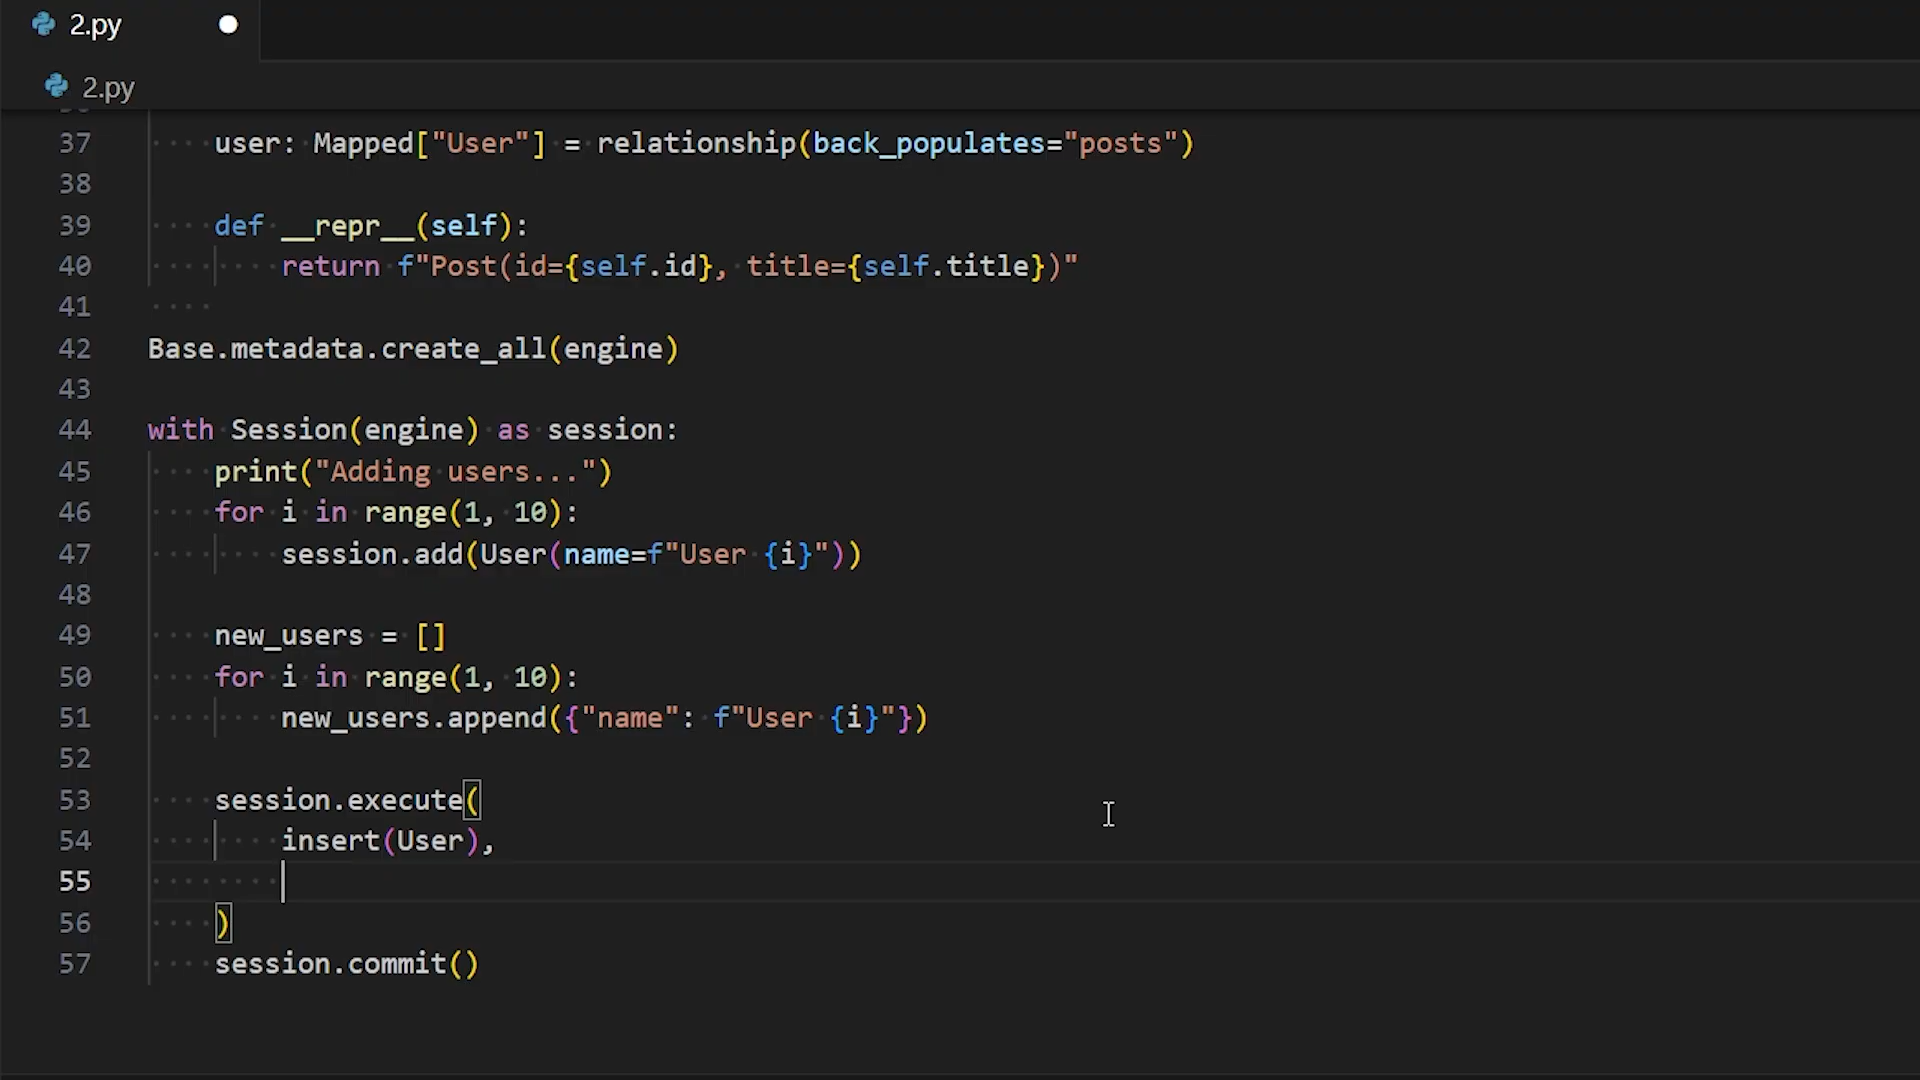 2.py
2.py
37 user: Mapped["User"] = relationship(back_populates="posts")
38
39 def __repr__(self):
40 return f"Post(id={self.id}, title={self.title})"
41
42 Base.metadata.create_all(engine)
43
44 with Session(engine) as session:
45 print("Adding users...")
46 for i in range(1, 10):
47 session.add(User(name=f"User {i}"))
48
49 new_users = []
50 for i in range(1, 10):
51 new_users.append({"name": f"User {i}"})
52
53 session.execute(
54 insert(User),
55
56 )
57 session.commit()